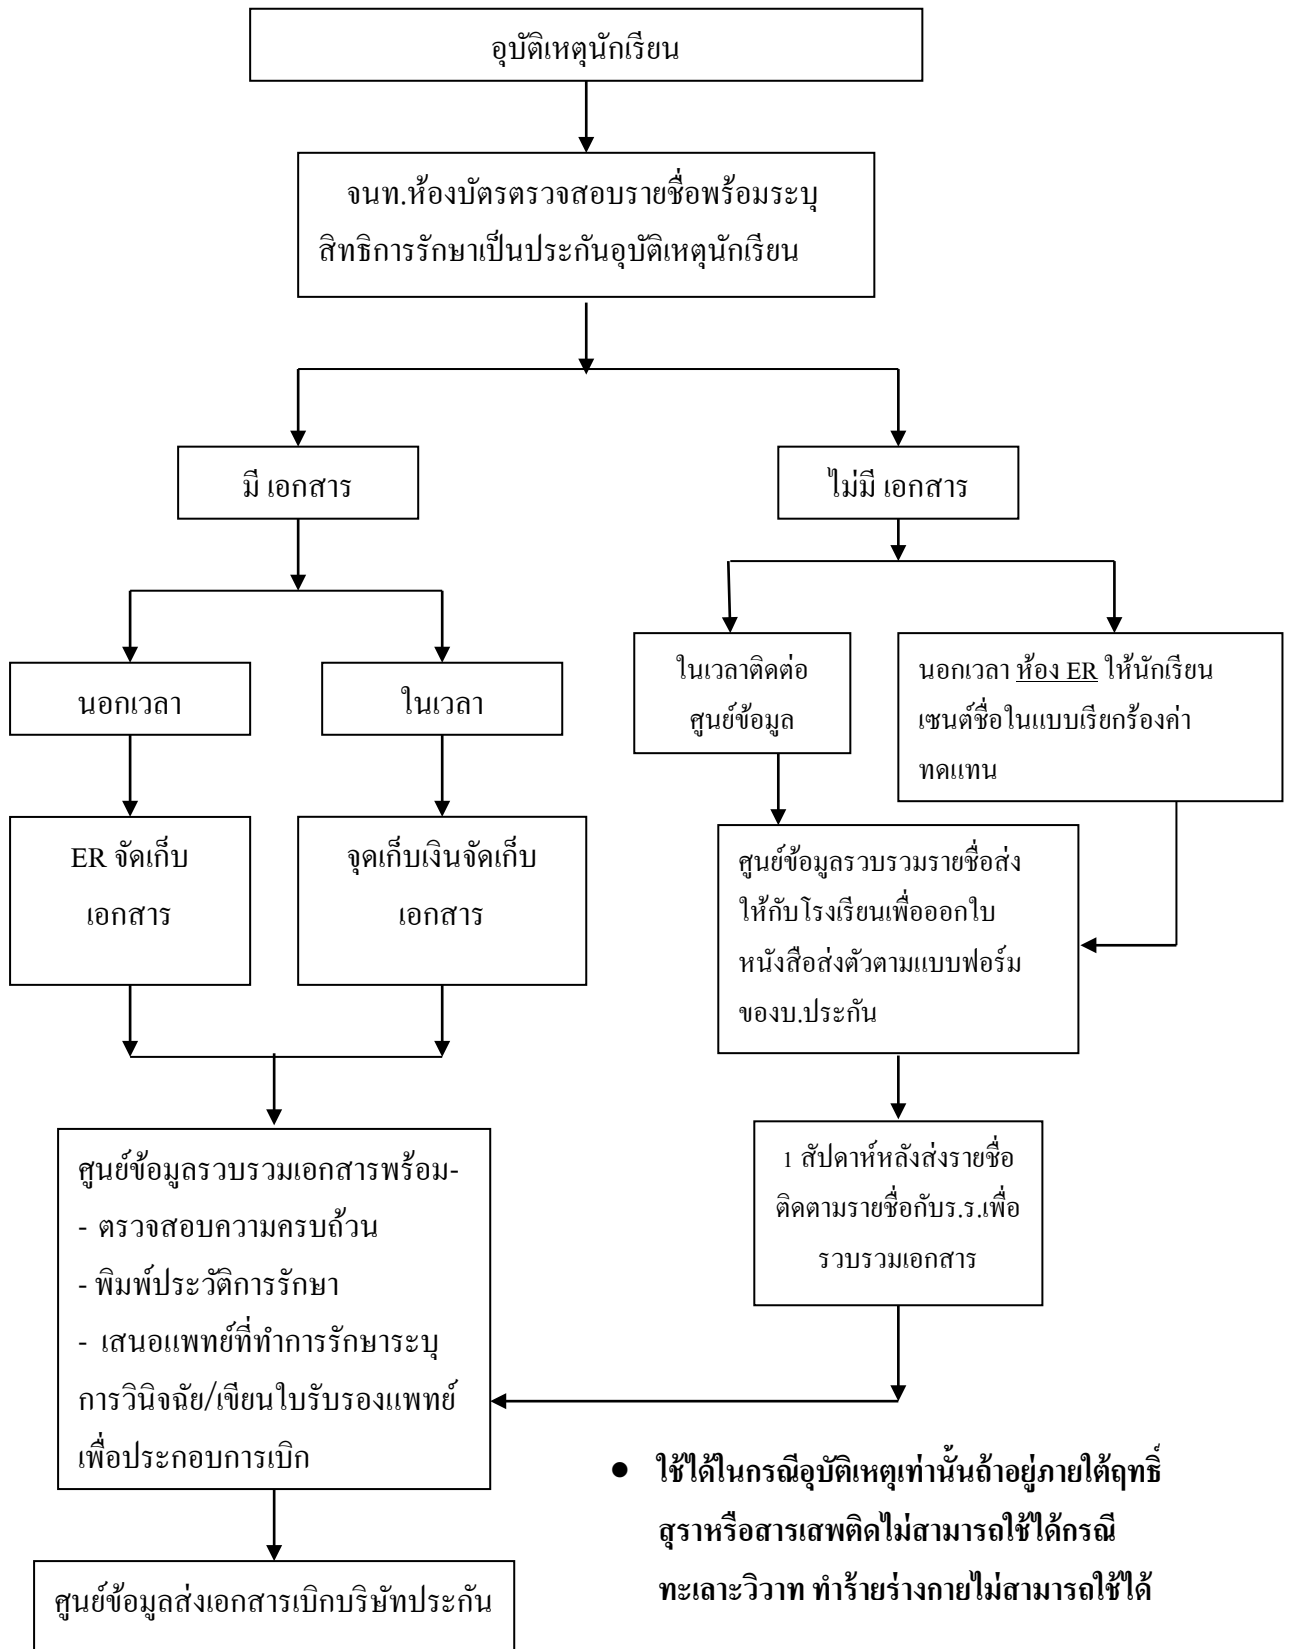 อุบัติเหตุนักเรียน
จนท.ห้องบัตรตรวจสอบรายชื่อพร้อมระบุ
สิทธิการรักษาเป็นประกันอุบัติเหตุนักเรียน
มี เอกสาร
ไม่มี เอกสาร
นอกเวลา
ในเวลา
ในเวลาติดต่อ
ศูนย์ข้อมูล
นอกเวลา ห้อง ER ให้นักเรียน
เซนต์ชื่อในแบบเรียกร้องค่า
ทดแทน
ER จัดเก็บ
เอกสาร
จุดเก็บเงินจัดเก็บ
เอกสาร
ศูนย์ข้อมูลรวบรวมรายชื่อส่ง
ให้กับโรงเรียนเพื่อออกใบ
หนังสือส่งตัวตามแบบฟอร์ม
ของบ.ประกัน
1 สัปดาห์หลังส่งรายชื่อ
ติดตามรายชื่อกับร.ร.เพื่อ
รวบรวมเอกสาร
ศูนย์ข้อมูลรวบรวมเอกสารพร้อม-
- ตรวจสอบความครบถ้วน
- พิมพ์ประวัติการรักษา
- เสนอแพทย์ที่ทำการรักษาระบุ
การวินิจฉัย/เขียนใบรับรองแพทย์
เพื่อประกอบการเบิก
ศูนย์ข้อมูลส่งเอกสารเบิกบริษัทประกัน
● ใช้ได้ในกรณีอุบัติเหตุเท่านั้นถ้าอยู่ภายใต้ฤทธิ์
สุราหรือสารเสพติดไม่สามารถใช้ได้กรณี
ทะเลาะวิวาท ทำร้ายร่างกายไม่สามารถใช้ได้